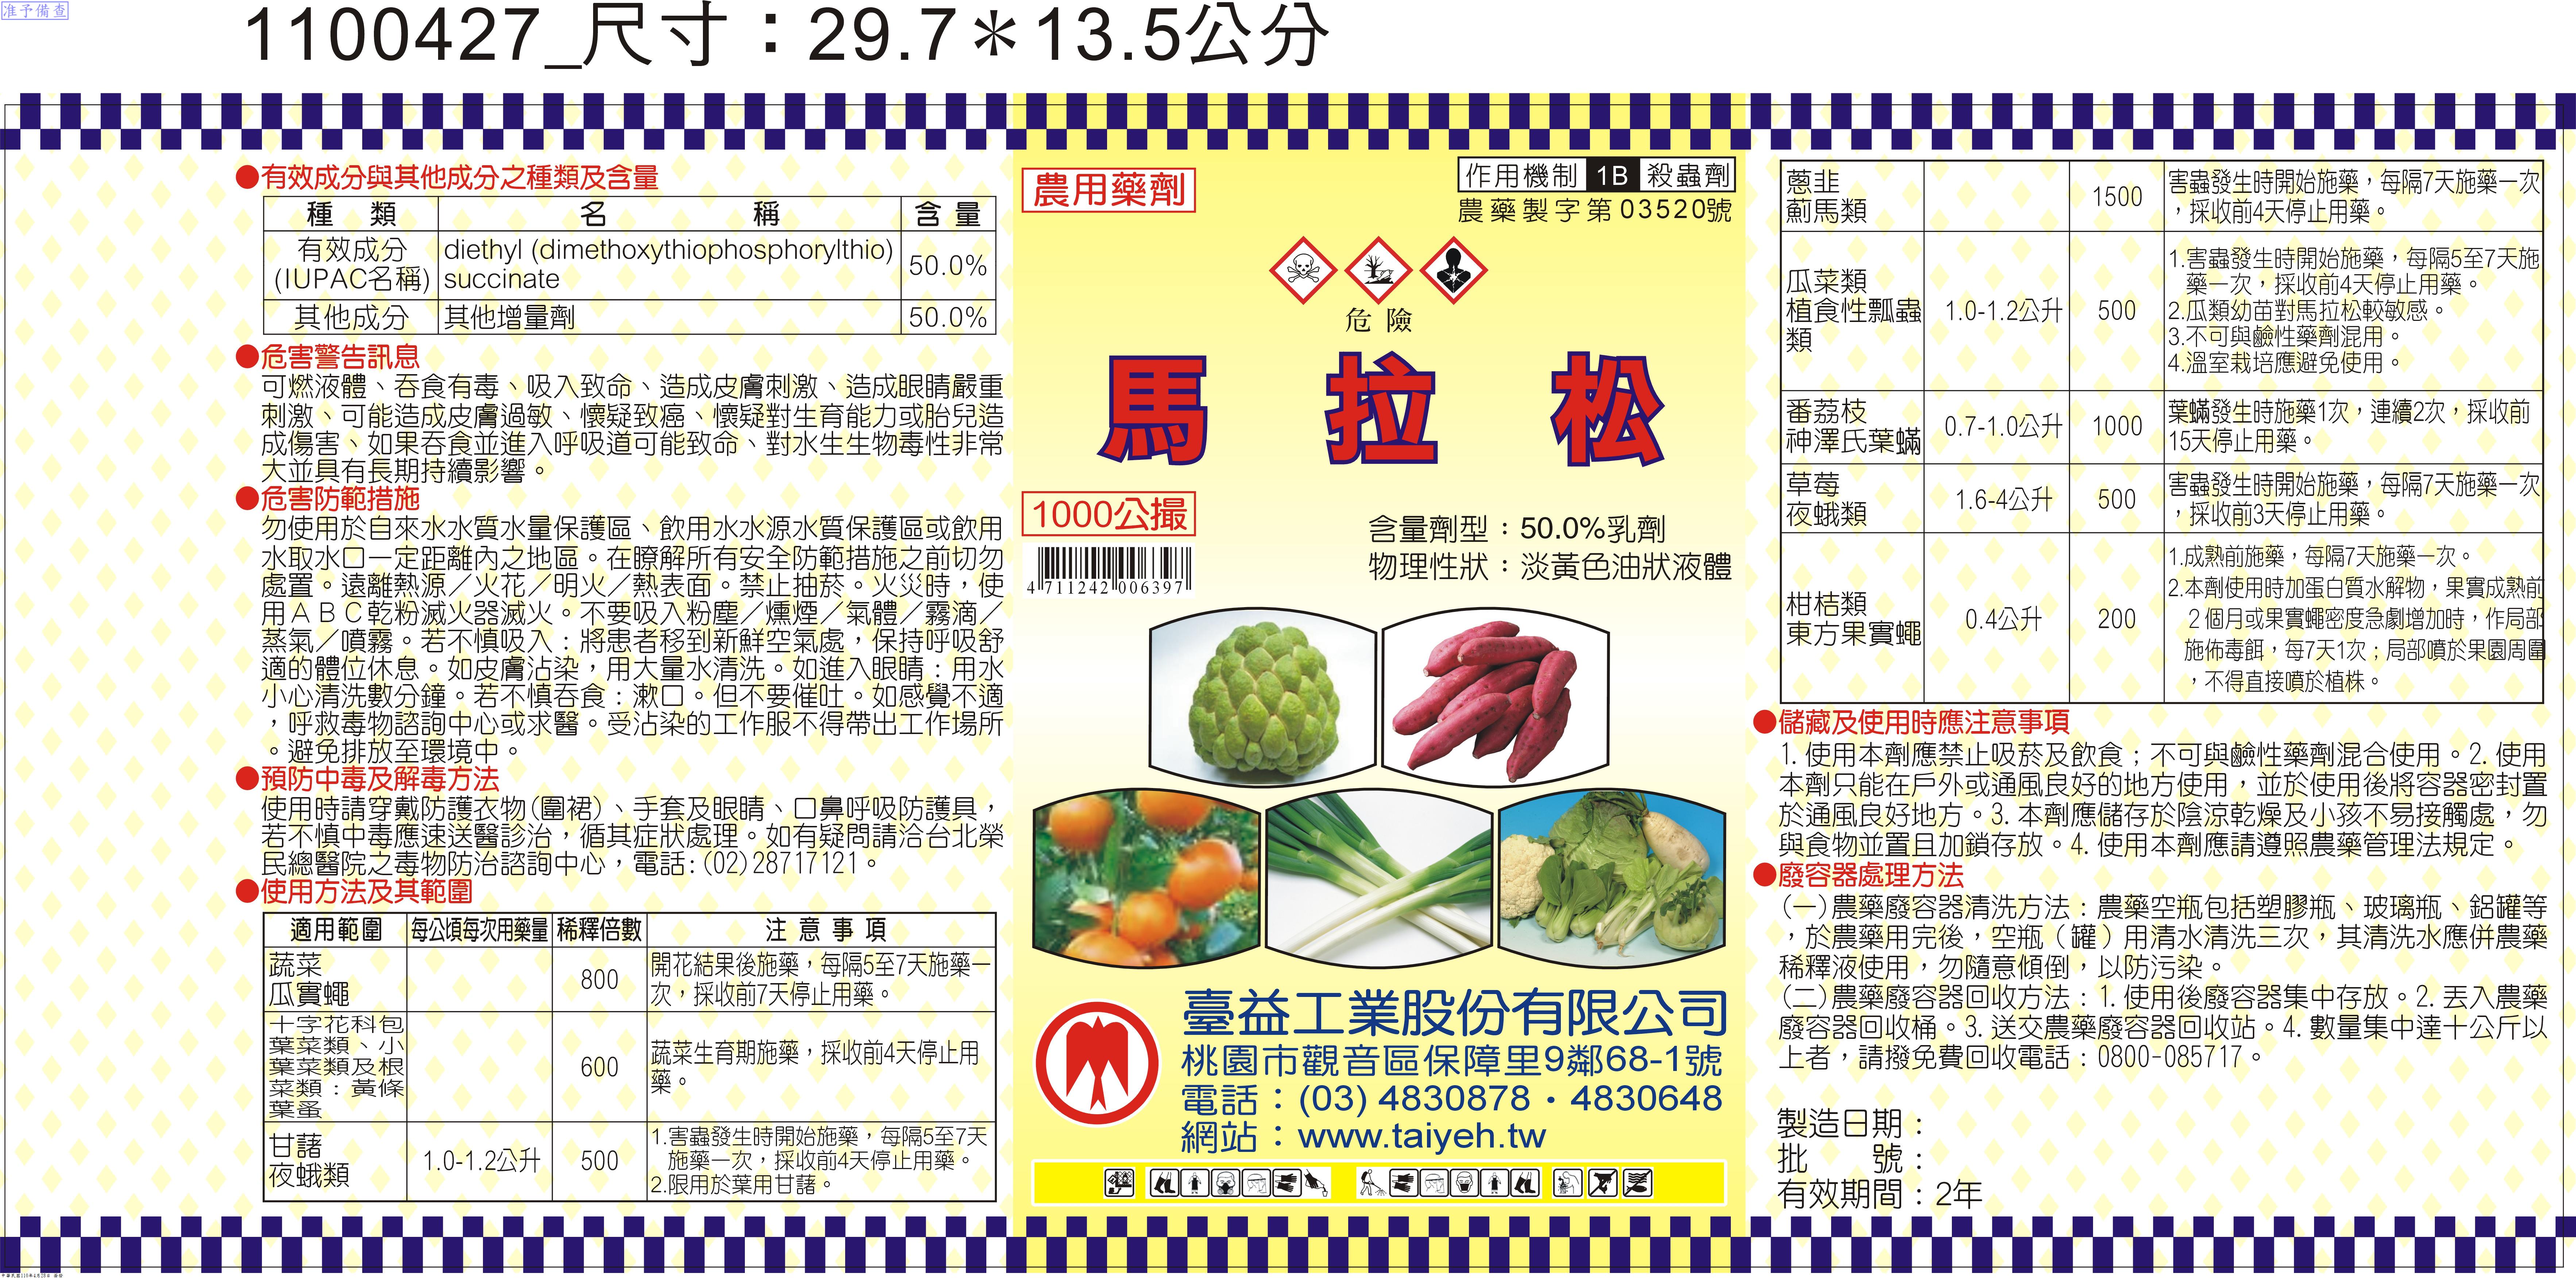 准予備查
1100427_尺寸：29.7＊13.5公分
●有效成分與其他成分之種類及含量
種 類 名 稱 含量
有效成分
(IUPAC名稱)
diethyl (dimethoxythiophosphorylthio)
succinate
50.0%
其他成分 其他增量劑 50.0%
●危害警告訊息
可燃液體、吞食有毒、吸入致命、造成皮膚刺激、造成眼睛嚴重
刺激、可能造成皮膚過敏、懷疑致癌、懷疑對生育能力或胎兒造
成傷害、如果吞食並進入呼吸道可能致命、對水生生物毒性非常
大並具有長期持續影響。
●危害防範措施
勿使用於自來水水質水量保護區、飲用水水源水質保護區或飲用
水取水口一定距離內之地區。在瞭解所有安全防範措施之前切勿
處置。遠離熱源／火花／明火／熱表面。禁止抽菸。火災時，使
用ＡＢＣ乾粉滅火器滅火。不要吸入粉塵／燻煙／氣體／霧滴／
蒸氣／噴霧。若不慎吸入：將患者移到新鮮空氣處，保持呼吸舒
適的體位休息。如皮膚沾染，用大量水清洗。如進入眼睛：用水
小心清洗數分鐘。若不慎吞食：漱口。但不要催吐。如感覺不適
，呼救毒物諮詢中心或求醫。受沾染的工作服不得帶出工作場所
。避免排放至環境中。
●預防中毒及解毒方法
使用時請穿戴防護衣物(圍裙)、手套及眼睛、口鼻呼吸防護具，
若不慎中毒應速送醫診治，循其症狀處理。如有疑問請洽台北榮
民總醫院之毒物防治諮詢中心，電話:(02)28717121。
●使用方法及其範圍
適用範圍 每公頃每次用藥量 稀釋倍數 注 意 事 項
蔬菜
瓜實蠅
800
開花結果後施藥，每隔5至7天施藥一
次，採收前7天停止用藥。
十字花科包
葉菜類、小
葉菜類及根
菜類：黃條
葉蚤
600
蔬菜生育期施藥，採收前4天停止用
藥。
甘藷
夜蛾類
1.0-1.2公升 500
1.害蟲發生時開始施藥，每隔5至7天
施藥一次，採收前4天停止用藥。
2.限用於葉用甘藷。
農用藥劑
作用機制 1B 殺蟲劑
農藥製字第03520號
危險
馬拉松
1000公撮
4 711242 006397
含量劑型：50.0%乳劑
物理性狀：淡黃色油狀液體
臺益工業股份有限公司
桃園市觀音區保障里9鄰68-1號
電話：(03) 4830878・4830648
網站：www.taiyeh.tw
蔥韭
薊馬類
1500
害蟲發生時開始施藥，每隔7天施藥一次
，採收前4天停止用藥。
瓜菜類
植食性瓢蟲
類
1.0-1.2公升 500
1.害蟲發生時開始施藥，每隔5至7天施
藥一次，採收前4天停止用藥。
2.瓜類幼苗對馬拉松較敏感。
3.不可與鹼性藥劑混用。
4.溫室栽培應避免使用。
番荔枝
神澤氏葉蟎
0.7-1.0公升 1000
葉蟎發生時施藥1次，連續2次，採收前
15天停止用藥。
草莓
夜蛾類
1.6-4公升 500
害蟲發生時開始施藥，每隔7天施藥一次
，採收前3天停止用藥。
柑桔類
東方果實蠅
0.4公升 200
1.成熟前施藥，每隔7天施藥一次。
2.本劑使用時加蛋白質水解物，果實成熟前
２個月或果實蠅密度急劇增加時，作局部
施佈毒餌，每7天1次；局部噴於果園周圍
，不得直接噴於植株。
●儲藏及使用時應注意事項
1.使用本劑應禁止吸菸及飲食；不可與鹼性藥劑混合使用。2.使用
本劑只能在戶外或通風良好的地方使用，並於使用後將容器密封置
於通風良好地方。3.本劑應儲存於陰涼乾燥及小孩不易接觸處，勿
與食物並置且加鎖存放。4.使用本劑應請遵照農藥管理法規定。
●廢容器處理方法
(一)農藥廢容器清洗方法：農藥空瓶包括塑膠瓶、玻璃瓶、鋁罐等
，於農藥用完後，空瓶（罐）用清水清洗三次，其清洗水應併農藥
稀釋液使用，勿隨意傾倒，以防污染。
(二)農藥廢容器回收方法：1.使用後廢容器集中存放。2.丟入農藥
廢容器回收桶。3.送交農藥廢容器回收站。4.數量集中達十公斤以
上者，請撥免費回收電話：0800-085717。
製造日期：
批 號：
有效期間：2年